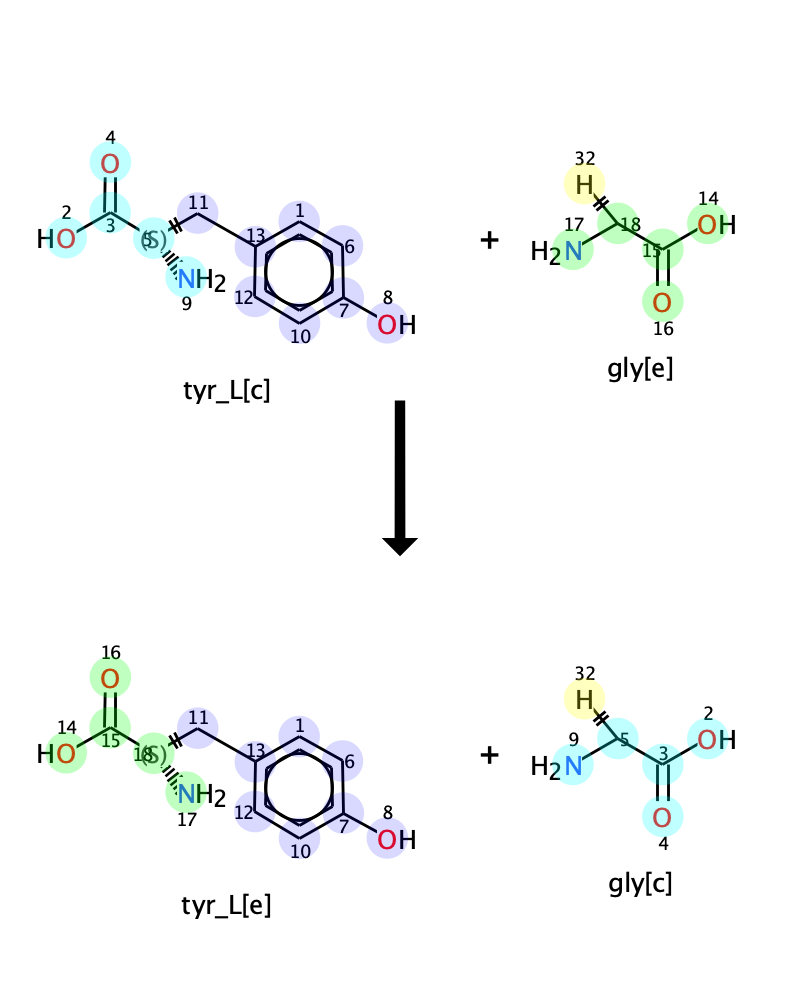 4
32
2 11 1 14
O H
HO 3 5 (S) 13 6 + 17 18 OH
H2N 15
NH2 12 8 O
9 10 7 OH 16
tyr_L[c] gly[e]
16 32
14 11 1 2
O H
HO 15 18 (S) 13 6 + 9 5 OH
H2N 3
NH2 12 8 O
17 10 7 OH 4
tyr_L[e] gly[c]